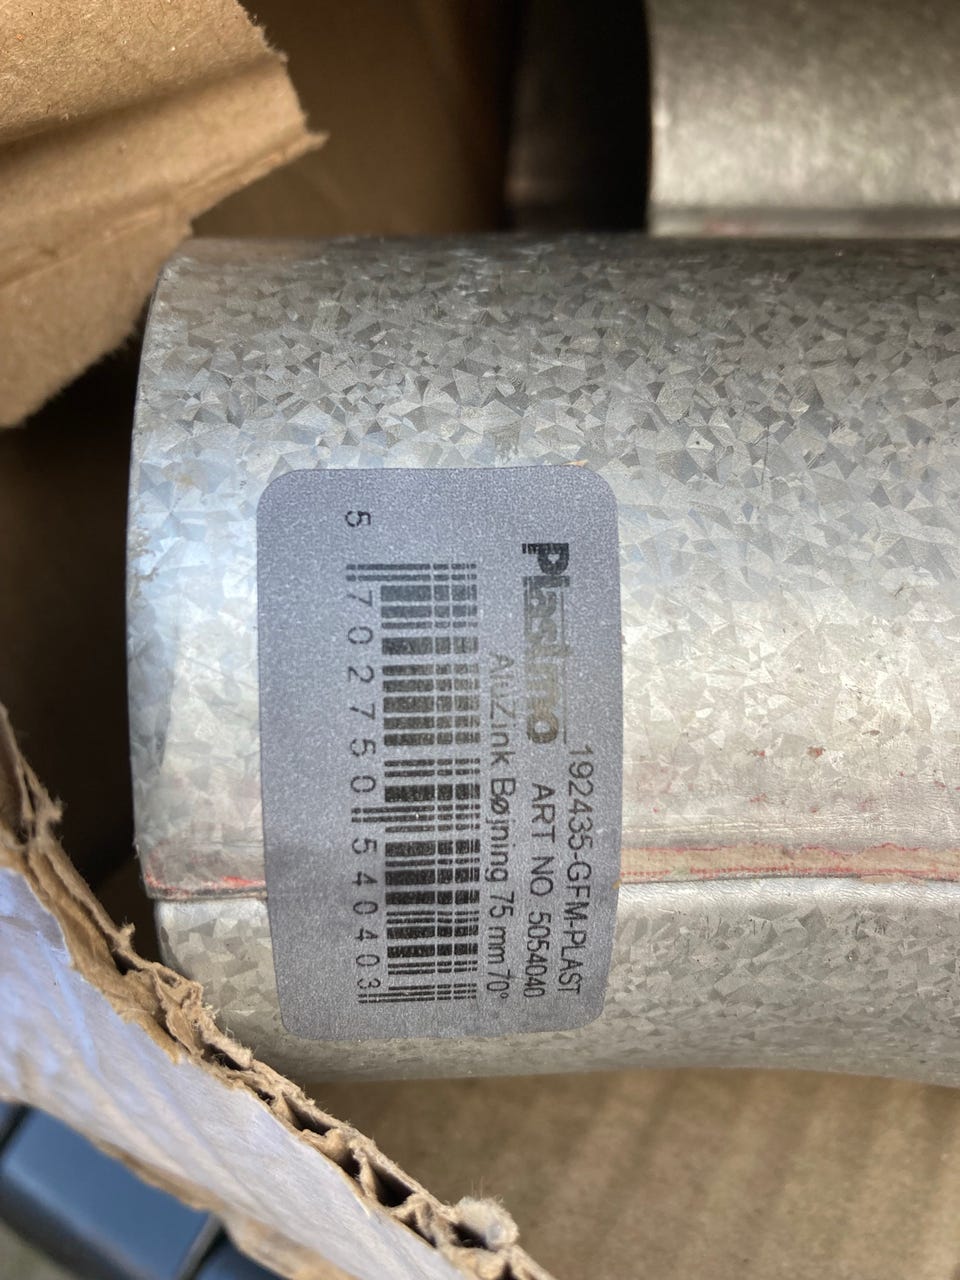 192435-GFM-PLAST
Plastmo ART NO 5054040
AluZink Bøjning 75 mm 70°
5 702750 540403